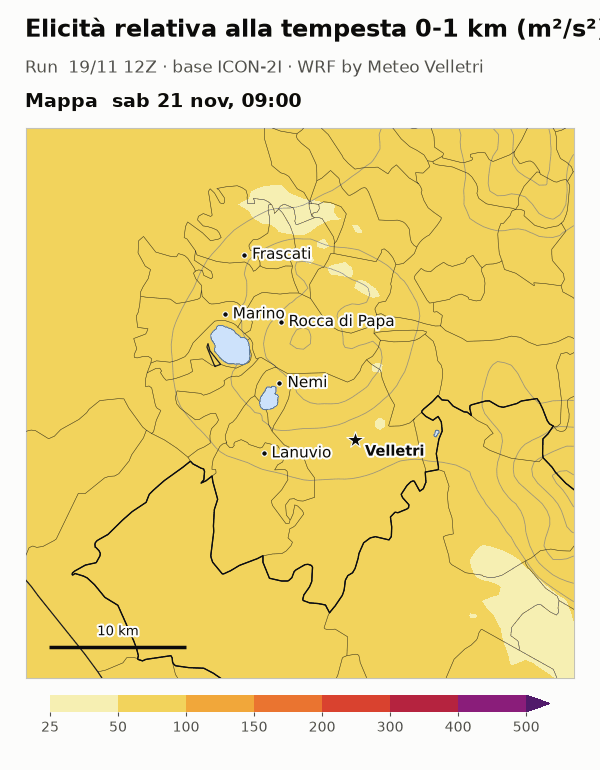 Elicità relativa alla tempesta 0-1 km (m²/s²)
Run  19/11 12Z · base ICON-2I · WRF by Meteo Velletri
Mappa  sab 21 nov, 09:00
Frascati
Marino
Rocca di Papa
Nemi
Lanuvio
Velletri
10 km
25 50 100 150 200 300 400 500